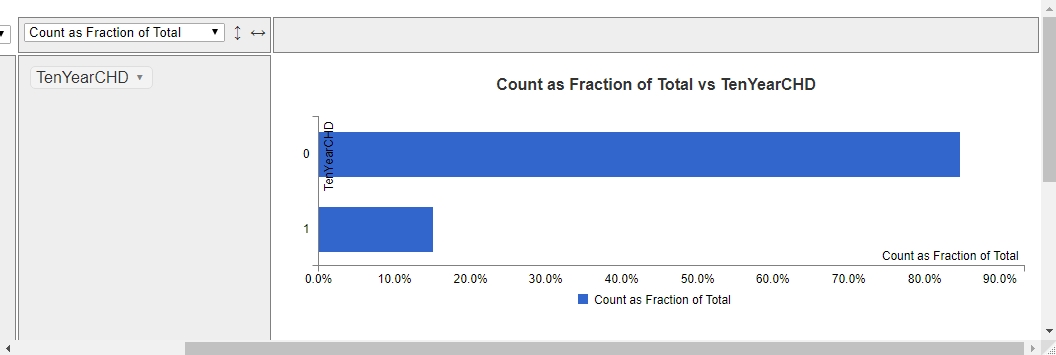 Count as Fraction of Total
TenYearCHD
Count as Fraction of Total vs TenYearCHD
TenYearCHD
0
1
Count as Fraction of Total
0.0% 10.0% 20.0% 30.0% 40.0% 50.0% 60.0% 70.0% 80.0% 90.0%
Count as Fraction of Total